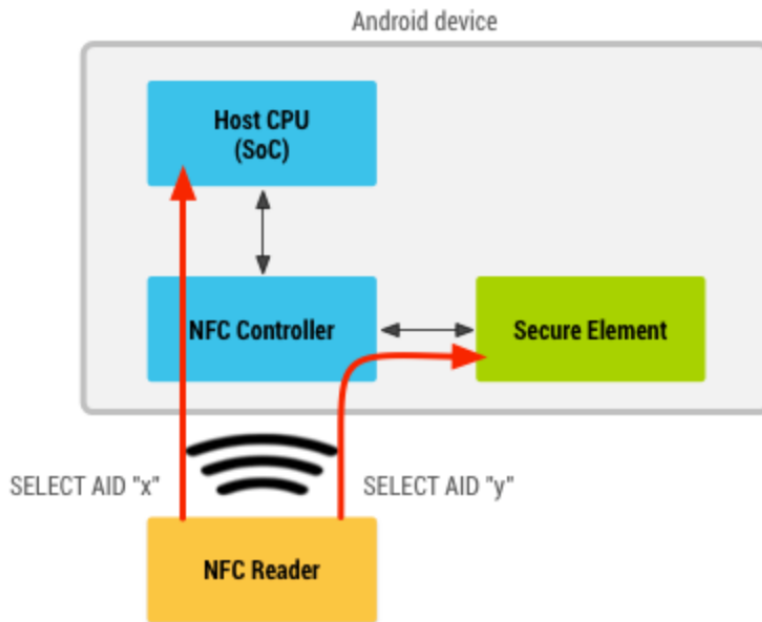 Android device
Host CPU
(SoC)
NFC Controller
Secure Element
SELECT AID "x"
SELECT AID "y"
NFC Reader